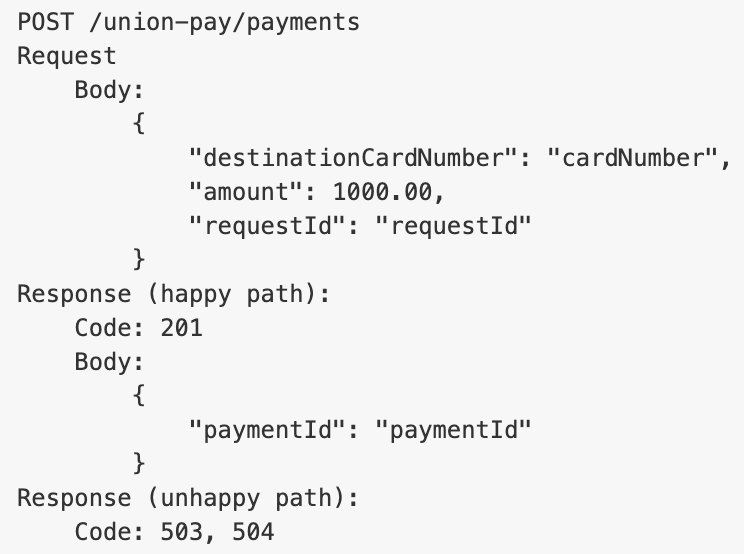 POST /union-pay/payments
Request
    Body:
        {
            "destinationCardNumber": "cardNumber",
            "amount": 1000.00,
            "requestId": "requestId"
        }
Response (happy path):
    Code: 201
    Body:
        {
            "paymentId": "paymentId"
        }
Response (unhappy path):
    Code: 503, 504